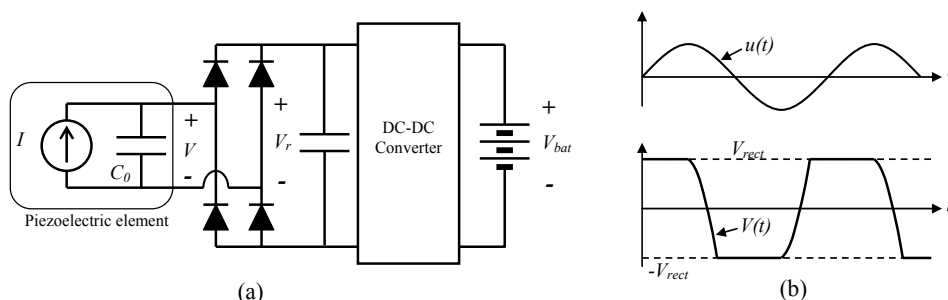 I
C0
+
V
-
Piezoelectric element
+
Vr
-
DC-DC
Converter
+
Vbat
-
(a)
u(t)
t
Vrect
V(t)
t
-Vrect
(b)